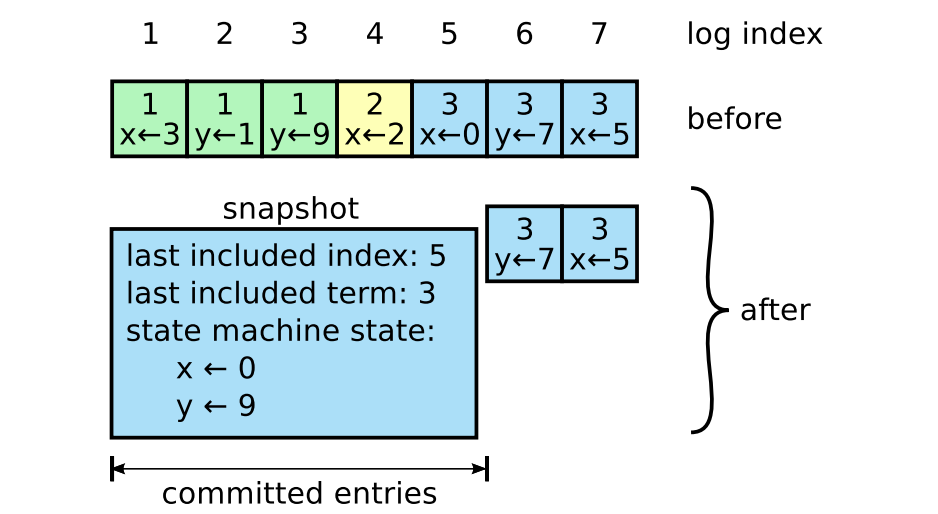 1 2 3 4 5 6 7 log index
1 1 1 2 3 3 3
x←3 y←1 y←9 x←2 x←0 y←7 x←5
before
snapshot
3 3
y←7 x←5
last included index: 5
last included term: 3
state machine state:
x ← 0
y ← 9
after
committed entries